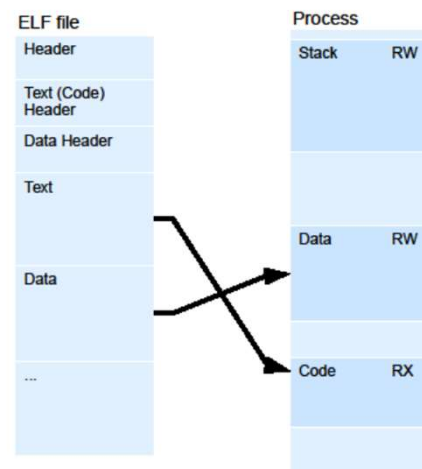 ELF file
Header
Text (Code)
Header
Data Header
Text
Data
...
Process
Stack RW
Data RW
Code RX